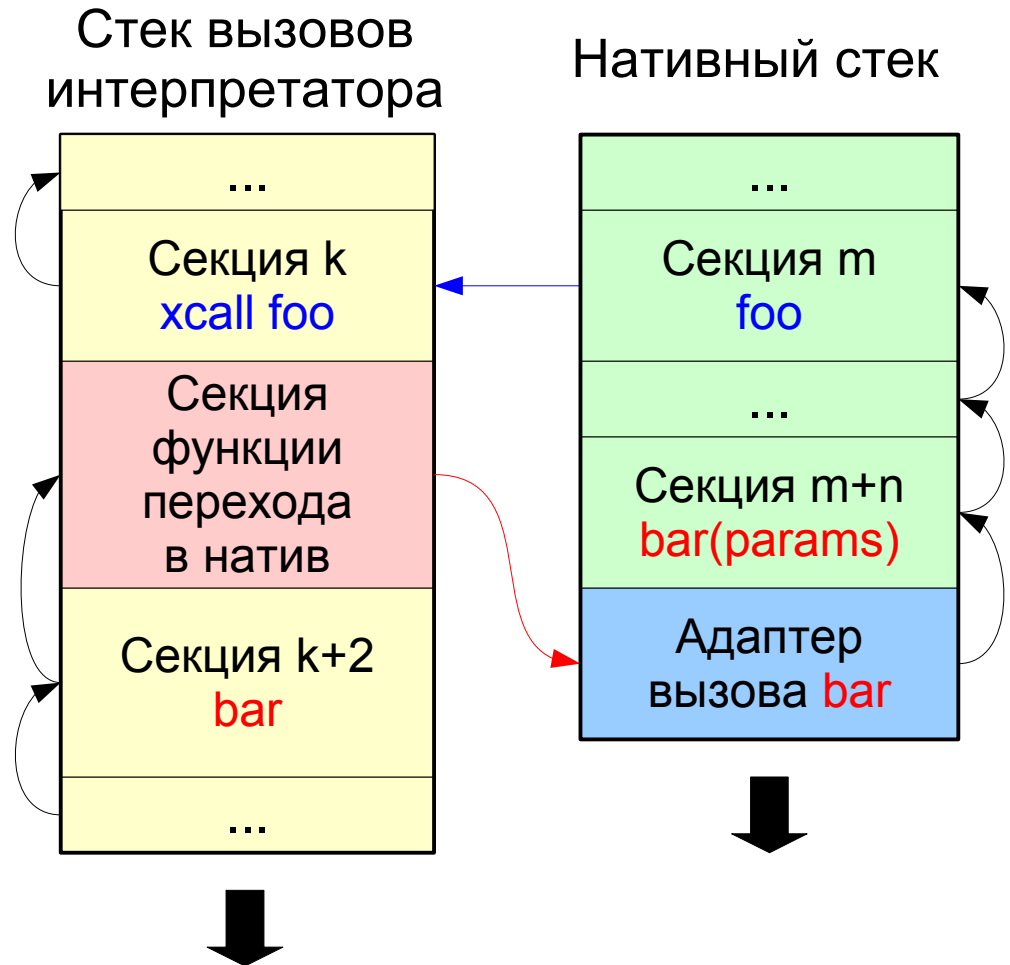 Стек вызовов
интерпретатора
...
Секция k
xcall foo
Секция
функции
перехода
в натив
Секция k+2
bar
...
Нативный стек
...
Секция m
foo
...
Секция m+n
bar(params)
Адаптер
вызова bar